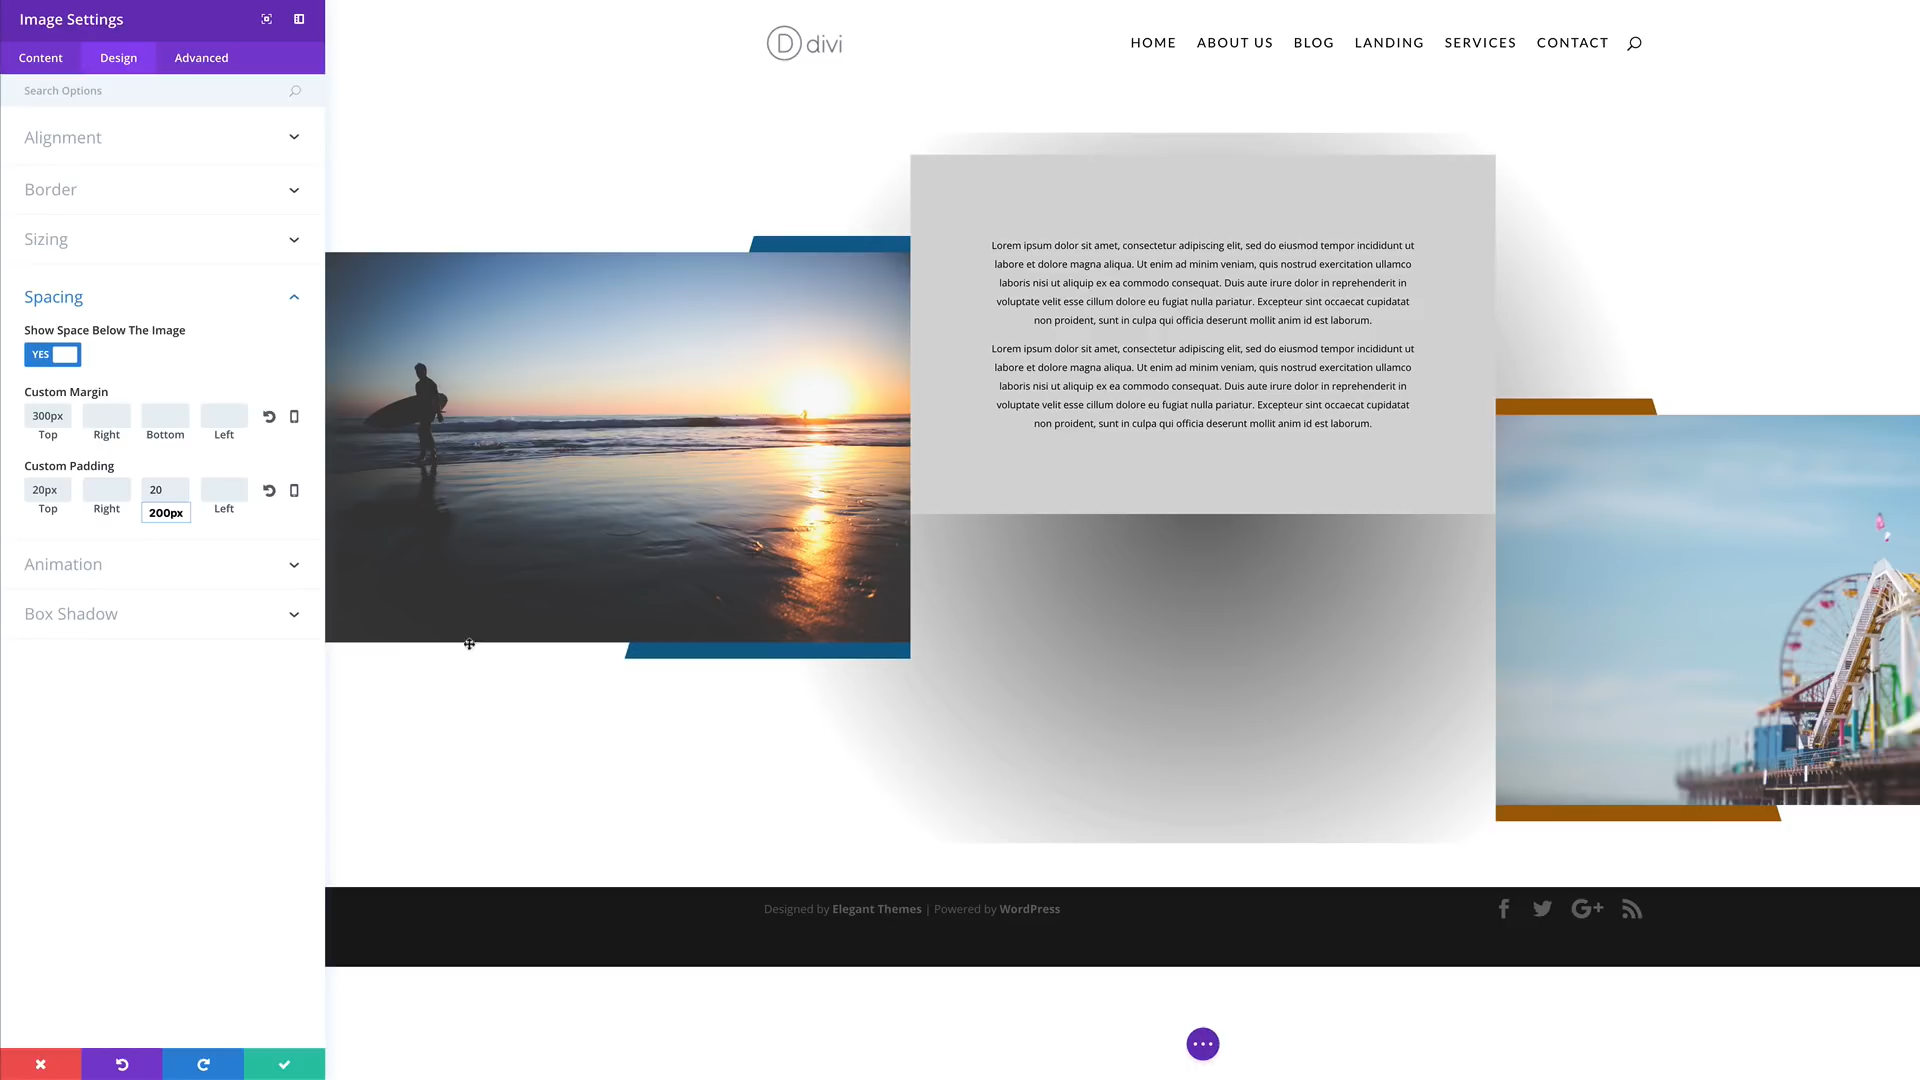 Image Settings
Content
Design
Advanced
Search Options
Alignment
Border
Sizing
Spacing
Show Space Below The Image
YES
Custom Margin
300px
Top
Right
Bottom
Left
Custom Padding
20px
20
Top
Right
200px
Left
Animation
Box Shadow
D divi
HOME
ABOUT US
BLOG
LANDING
SERVICES
CONTACT
Lorem ipsum dolor sit amet, consectetur adipiscing elit, sed do eiusmod tempor incididunt ut
labore et dolore magna aliqua. Ut enim ad minim veniam, quis nostrud exercitation ullamco
laboris nisi ut aliquip ex ea commodo consequat. Duis aute irure dolor in reprehenderit in
voluptate velit esse cillum dolore eu fugiat nulla pariatur. Excepteur sint occaecat cupidatat
non proident, sunt in culpa qui officia deserunt mollit anim id est laborum.
Lorem ipsum dolor sit amet, consectetur adipiscing elit, sed do eiusmod tempor incididunt ut
labore et dolore magna aliqua. Ut enim ad minim veniam, quis nostrud exercitation ullamco
laboris nisi ut aliquip ex ea commodo consequat. Duis aute irure dolor in reprehenderit in
voluptate velit esse cillum dolore eu fugiat nulla pariatur. Excepteur sint occaecat cupidatat
non proident, sunt in culpa qui officia deserunt mollit anim id est laborum.
Designed by Elegant Themes | Powered by WordPress
G+